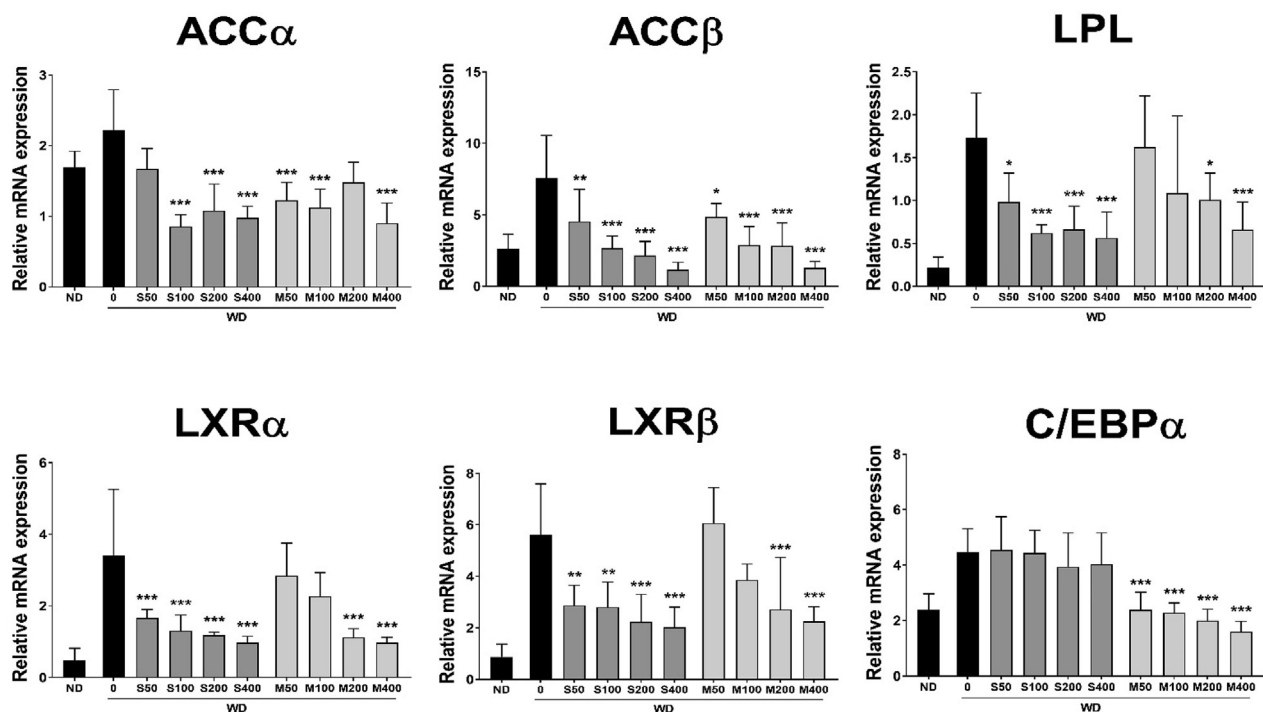 ACCα
Relative mRNA expression
3
2
1
0
***
***
***
***
***
***
ND
0
S50
S100
S200
S400
M50
M100
M200
M400
WD
ACCβ
Relative mRNA expression
15
10
5
0
**
***
***
***
*
***
***
***
ND
0
S50
S100
S200
S400
M50
M100
M200
M400
WD
LPL
Relative mRNA expression
2.5
2.0
1.5
1.0
0.5
0.0
*
***
***
***
*
***
ND
0
S50
S100
S200
S400
M50
M100
M200
M400
WD
LXRα
Relative mRNA expression
6
4
2
0
***
***
***
***
***
***
ND
0
S50
S100
S200
S400
M50
M100
M200
M400
WD
LXRβ
Relative mRNA expression
8
6
4
2
0
**
**
***
***
***
***
ND
0
S50
S100
S200
S400
M50
M100
M200
M400
WD
C/EBPα
Relative mRNA expression
8
6
4
2
0
***
***
***
***
ND
0
S50
S100
S200
S400
M50
M100
M200
M400
WD